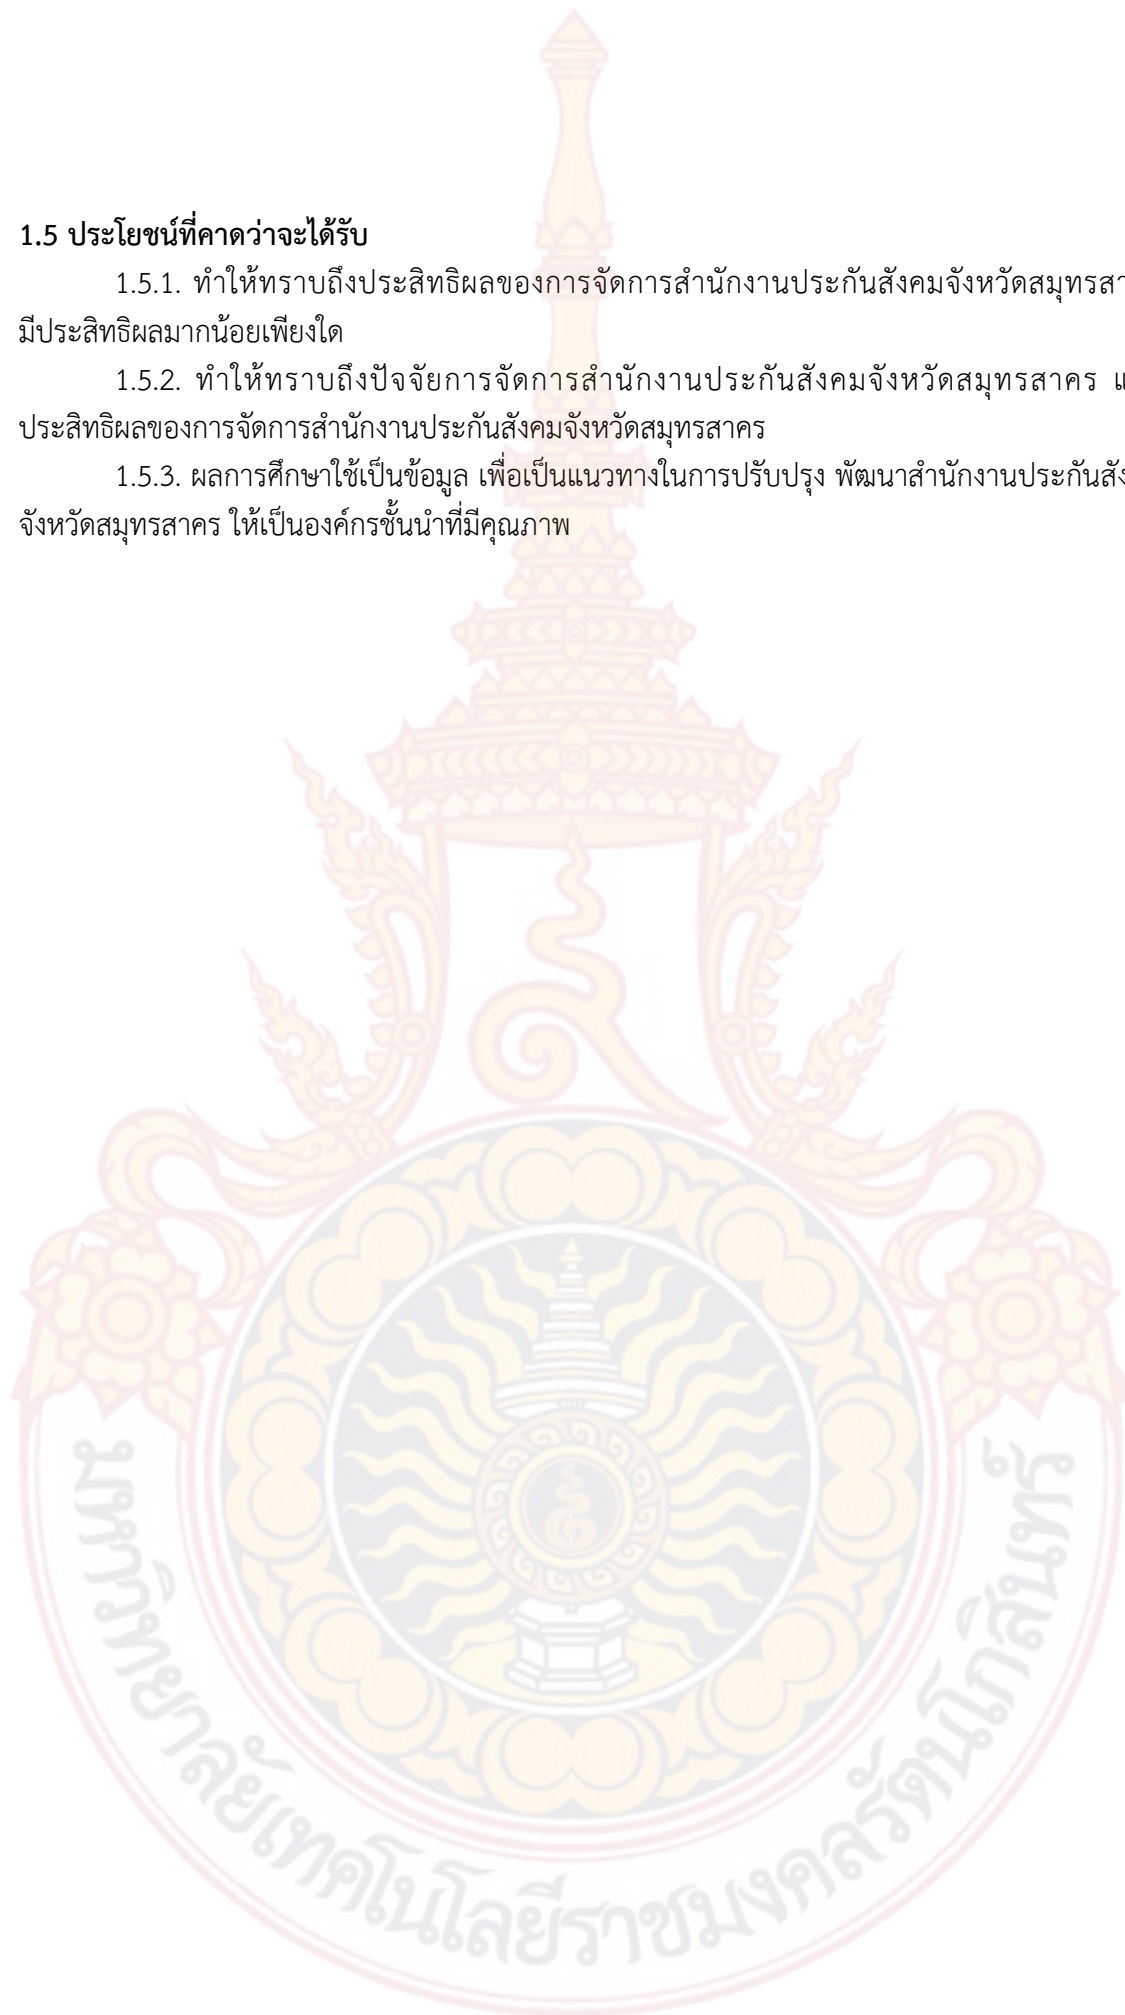 1.5 ประโยชน์ที่คาดว่าจะได้รับ
1.5.1. ทำให้ทราบถึงประสิทธิผลของการจัดการสำนักงานประกันสังคมจังหวัดสมุทรสา
มีประสิทธิผลมากน้อยเพียงใด
1.5.2. ทำให้ทราบถึงปัจจัยการจัดการสำนักงานประกันสังคมจังหวัดสมุทรสาคร แ
ประสิทธิผลของการจัดการสำนักงานประกันสังคมจังหวัดสมุทรสาคร
1.5.3. ผลการศึกษาใช้เป็นข้อมูล เพื่อเป็นแนวทางในการปรับปรุง พัฒนาสำนักงานประกันสัง
จังหวัดสมุทรสาคร ให้เป็นองค์กรชั้นนำที่มีคุณภาพ
มหาวิทยาลัยเทคโนโลยีราชมงคลรัตนโกสินทร์